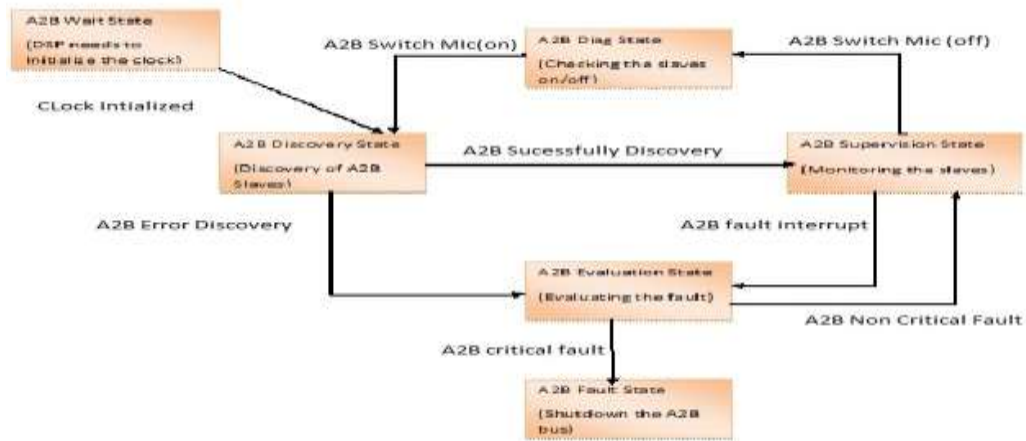 A2B Wait State
(DSP needs to
initialize the clock)
A2B Switch MIc(on)
A2B Diag State
(Checking the slaves
on/off)
A2B Switch Mic (off)
CLock Intialized
A2B Discovery State
(Discovery of A2B
Slaves)
A2B Sucessfully Discovery
A2B Supervision State
(Monitoring the slaves)
A2B Error Discovery
A2B fault interrupt
A2B Evaluation State
(Evaluating the fault)
A2B Non Critical Fault
A2B critical fault
A2B Fault State
(Shutdown the A2B
bus)